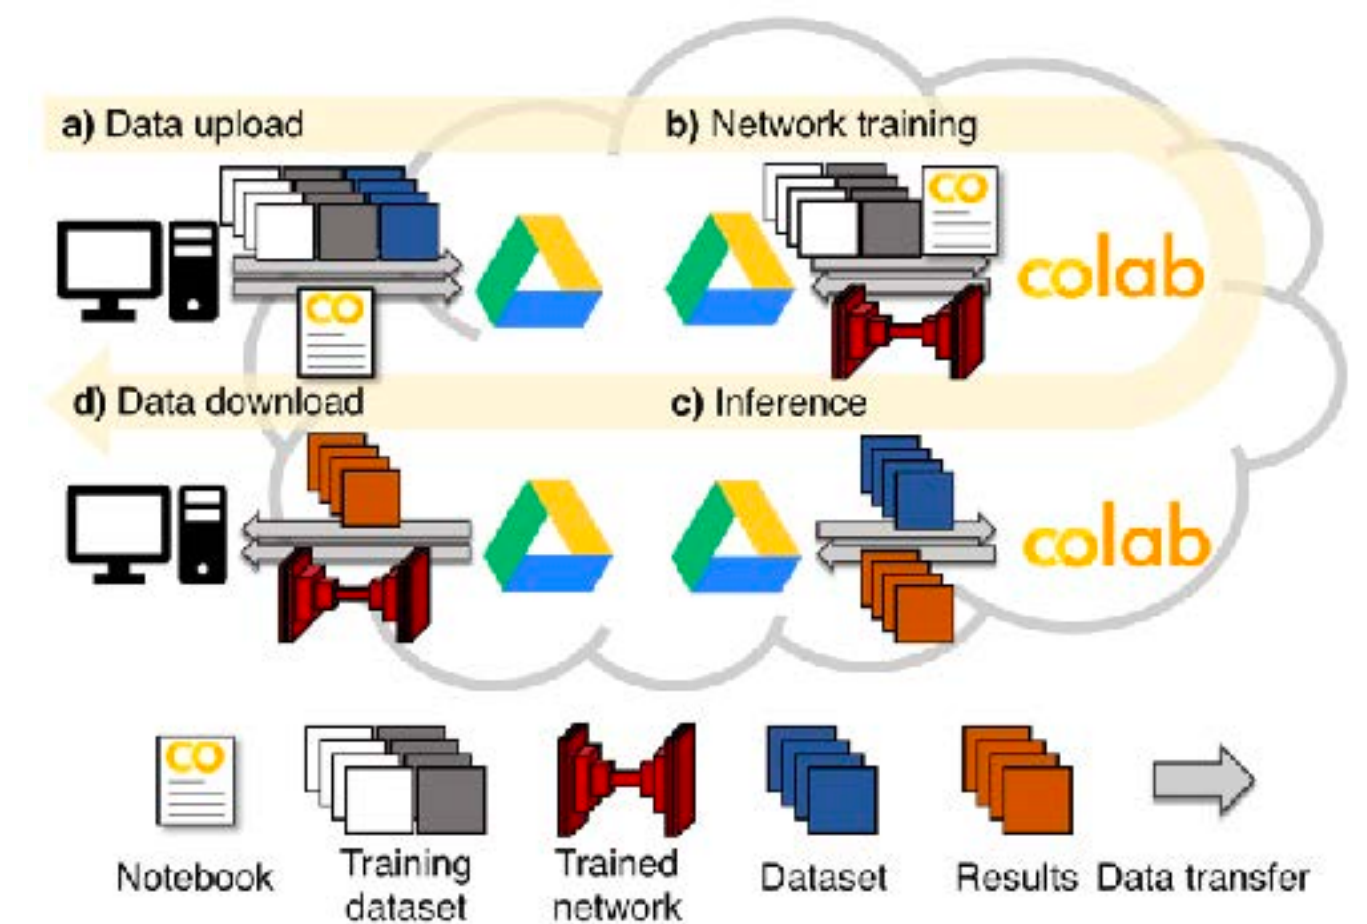 a) Data upload
b) Network training
CO
CO
colab
d) Data download
c) Inference
colab
CO
Notebook
Training
dataset
Trained
network
Dataset
Results
Data transfer